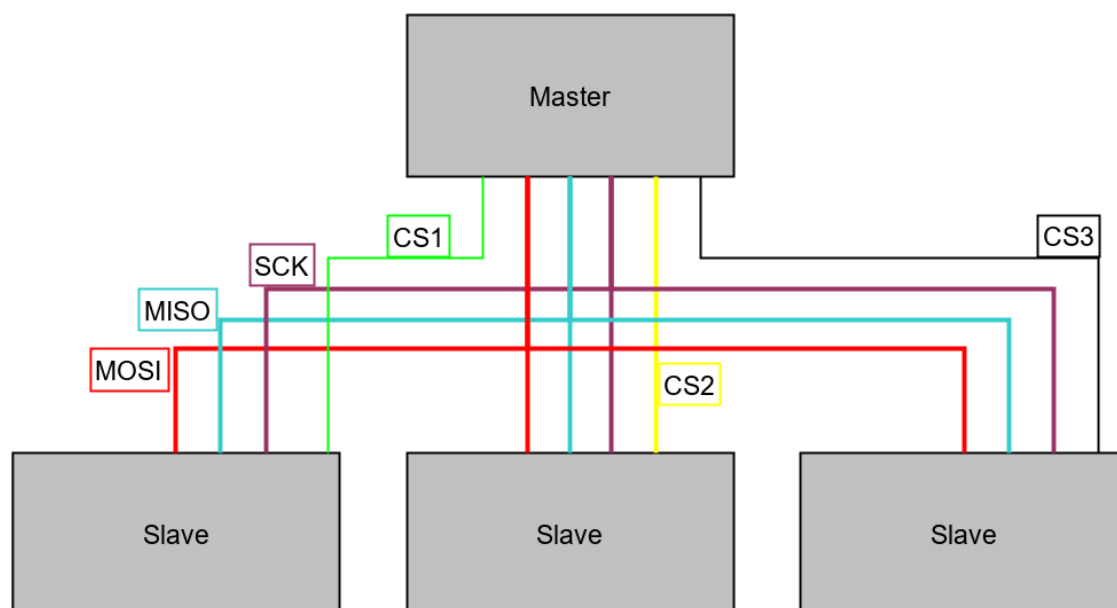 Master
CS1
CS3
SCK
MISO
MOSI
CS2
Slave
Slave
Slave